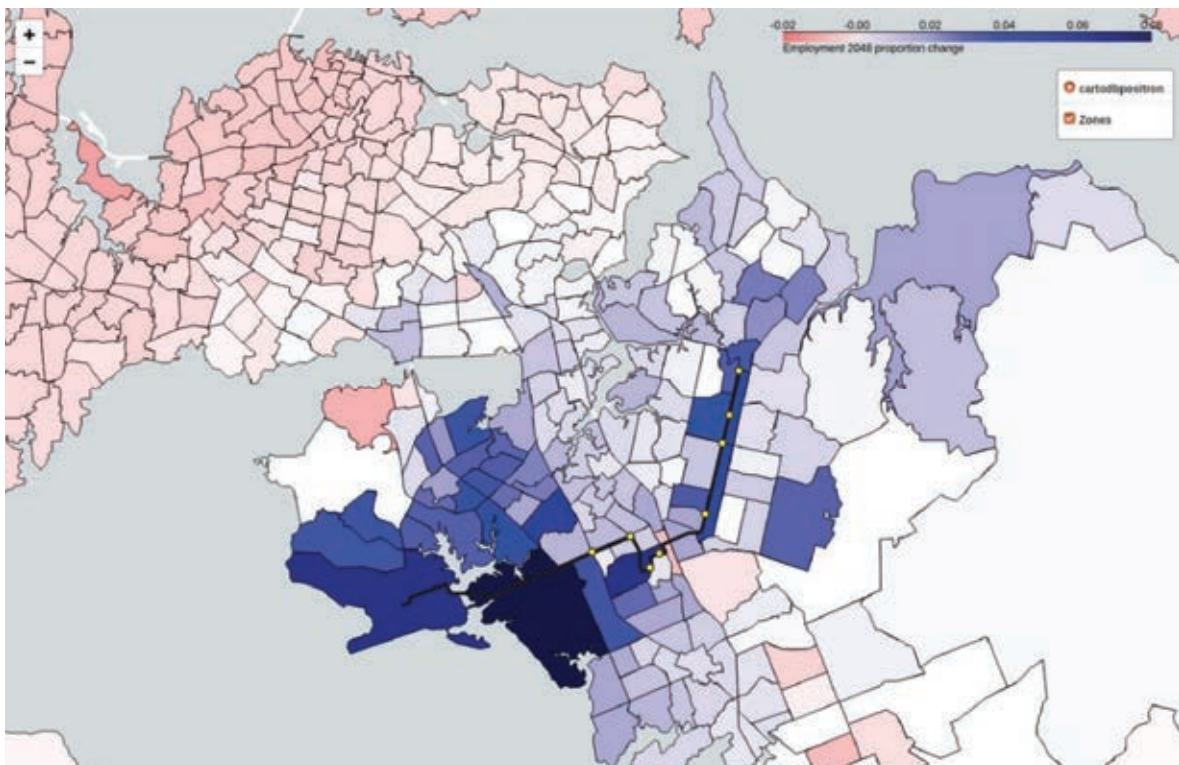 +
−
-0.02 -0.00 0.02 0.04 0.06
Employment 2048 proportion change
cartodbpositron
Zones